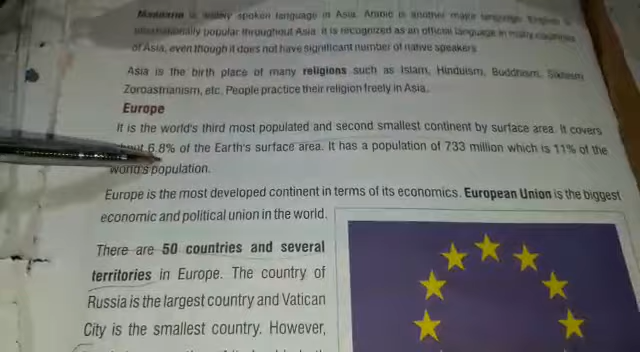 Mandarin is widely spoken language in Asia. Arabic is another major language. English is
internationally popular throughout Asia. It is recognized as an official language in many countries
of Asia, even though it does not have significant number of native speakers.
Asia is the birth place of many religions such as Islam, Hinduism, Buddhism, Sikhism,
Zoroastrianism, etc. People practice their religion freely in Asia.
Europe
It is the world's third most populated and second smallest continent by surface area. It covers
6.8% of the Earth's surface area. It has a population of 733 million which is 11% of the
world's population.
Europe is the most developed continent in terms of its economics. European Union is the biggest
economic and political union in the world.
There are 50 countries and several
territories in Europe. The country of
Russia is the largest country and Vatican
City is the smallest country. However,